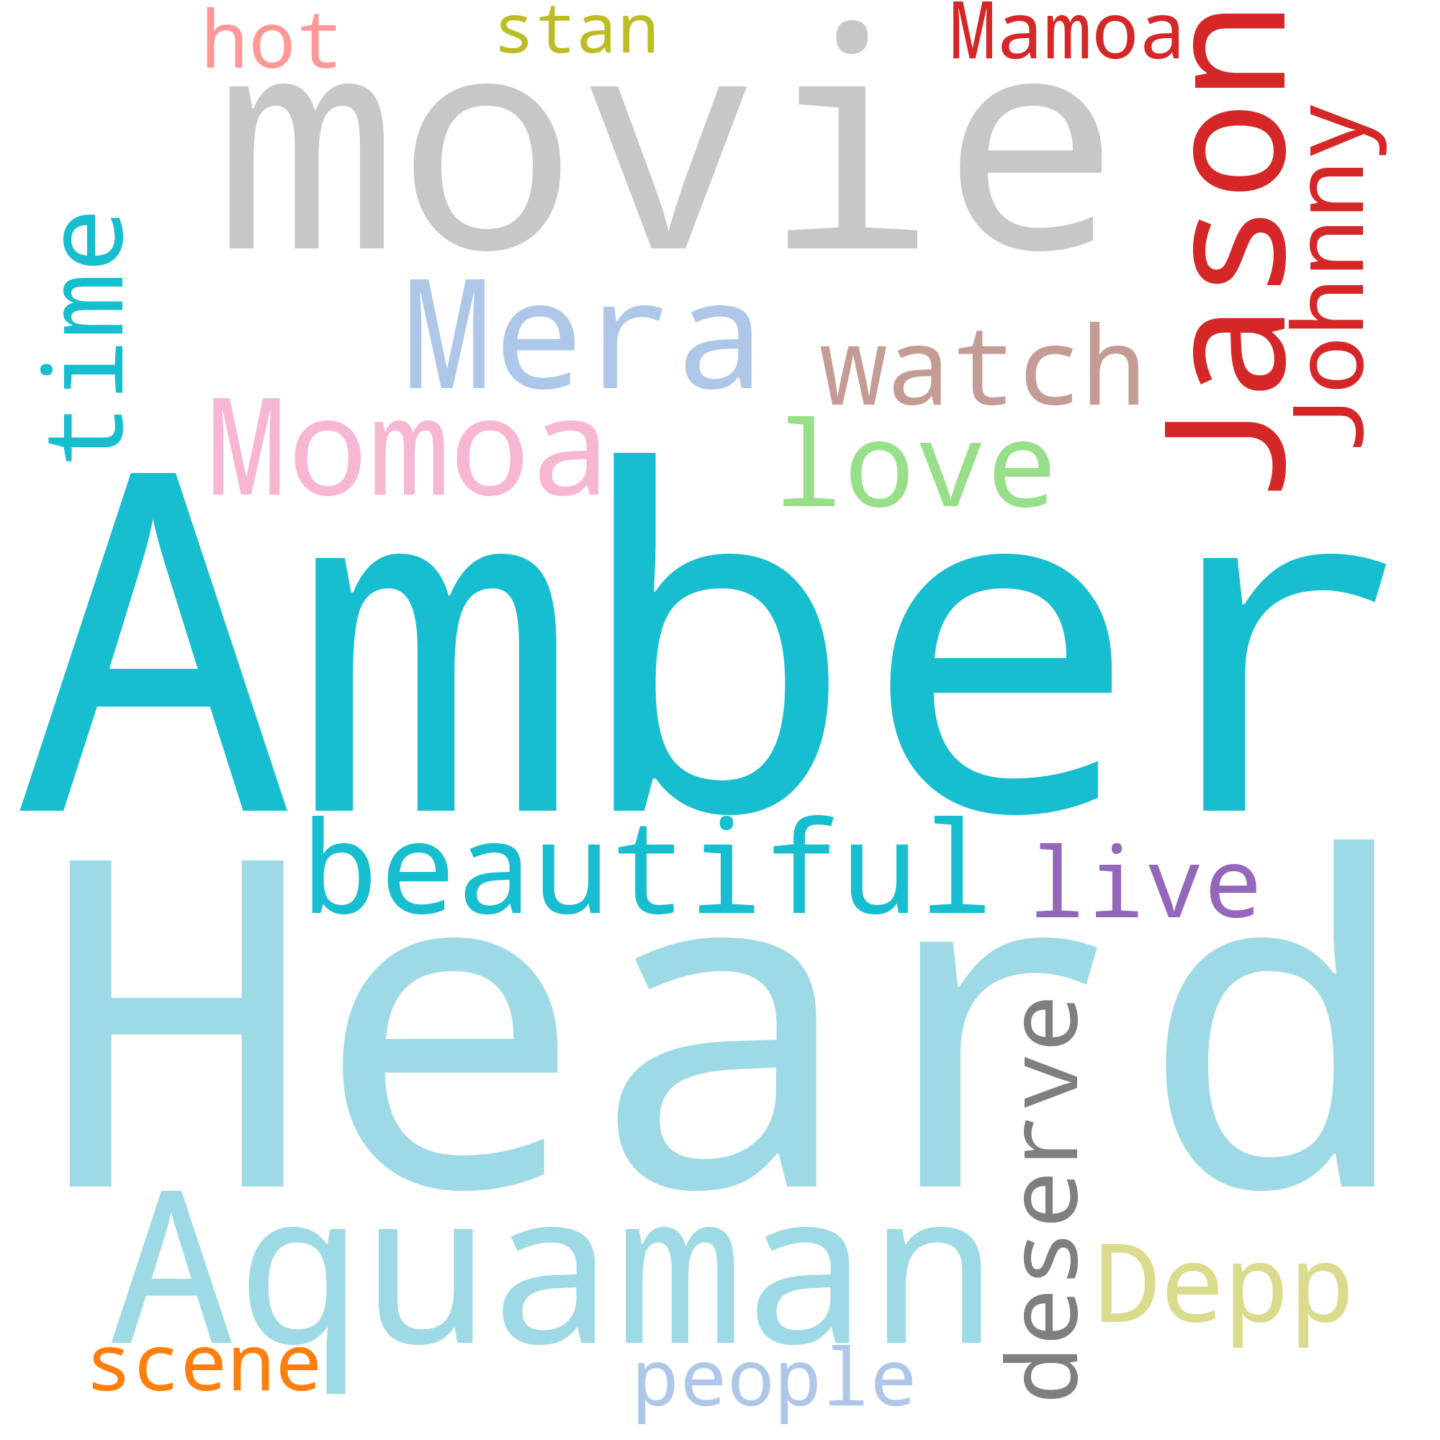 hot
stan
Mamoa
movie
Jason
Johnny
time
Mera
watch
Momoa
love
Amber
beautiful
live
Heard
deserve
Aquaman
Depp
scene
people